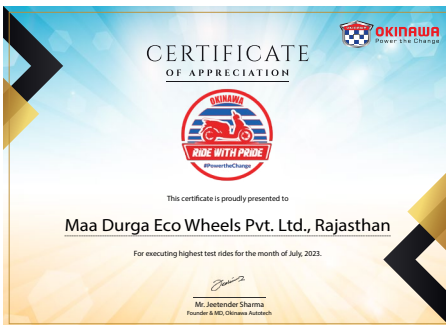 OKINAWA
Power the Change
CERTIFICATE
OF APPRECIATION
OKINAWA
RIDE WITH PRIDE
#PowertheChange
This certificate is proudly presented to
Maa Durga Eco Wheels Pvt. Ltd., Rajasthan
For executing highest test rides for the month of July, 2023.
Mr. Jeetender Sharma
Founder & MD, Okinawa Autotech